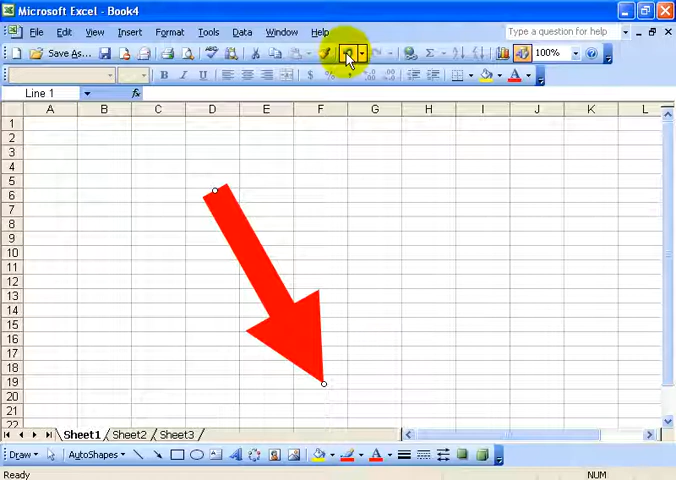 Microsoft Excel - Book4
File Edit View Insert Format Tools Data Window Help Type a question for help
Save As... Σ 100%
B I U $ , A
Line 1 fx
A B C D E F G H I J K L
1
2
3
4
5
6
7
8
9
10
11
12
13
14
15
16
17
18
19
20
21
22
Sheet1 Sheet2 Sheet3
Draw AutoShapes A A
Ready NUM